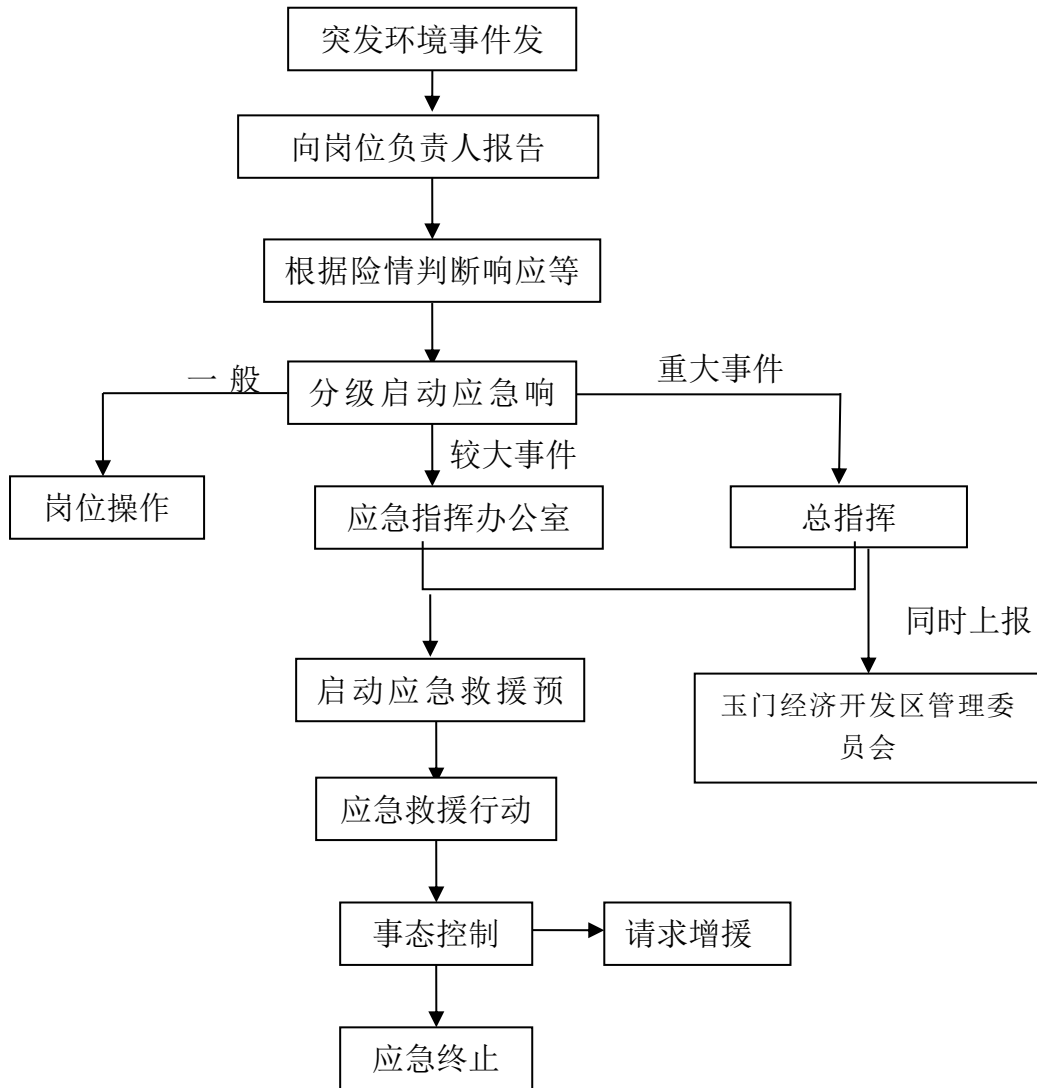 突发环境事件发
向岗位负责人报告
根据险情判断响应等
一 般
分级启动应急响
重大事件
较大事件
岗位操作
应急指挥办公室
总指挥
同时上报
启动应急救援预
玉门经济开发区管理委
员会
应急救援行动
事态控制
请求增援
应急终止